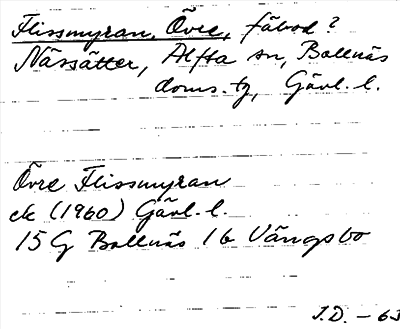 Flissmyran, Övre, fäbod?
Nässätter, Alfta sn, Bollnäs
doms. tg, Gävl. l.
Övre Flissmyran
ek (1960) Gävl. l.
15 G Bollnäs 1b Vängsbo
J.D. - 63